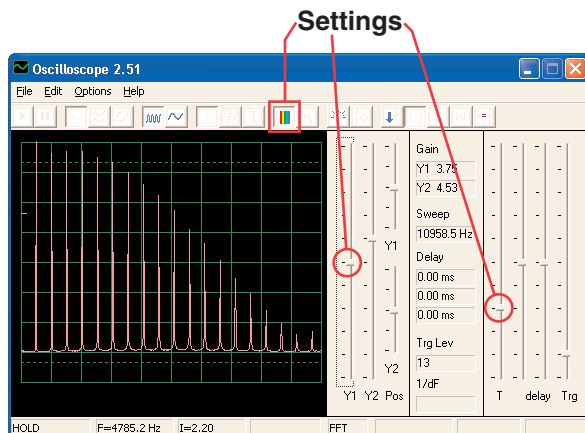 Settings
Oscilloscope 2.51
File Edit Options Help
Gain
Y1 3.75
Y2 4.53
Sweep
10958.5 Hz
Delay
0.00 ms
0.00 ms
0.00 ms
Trg Lev
13
1/dF
Y1
Y2
Y1 Y2 Pos
T delay Trg
HOLD F=4785.2 Hz I=2.20 FFT